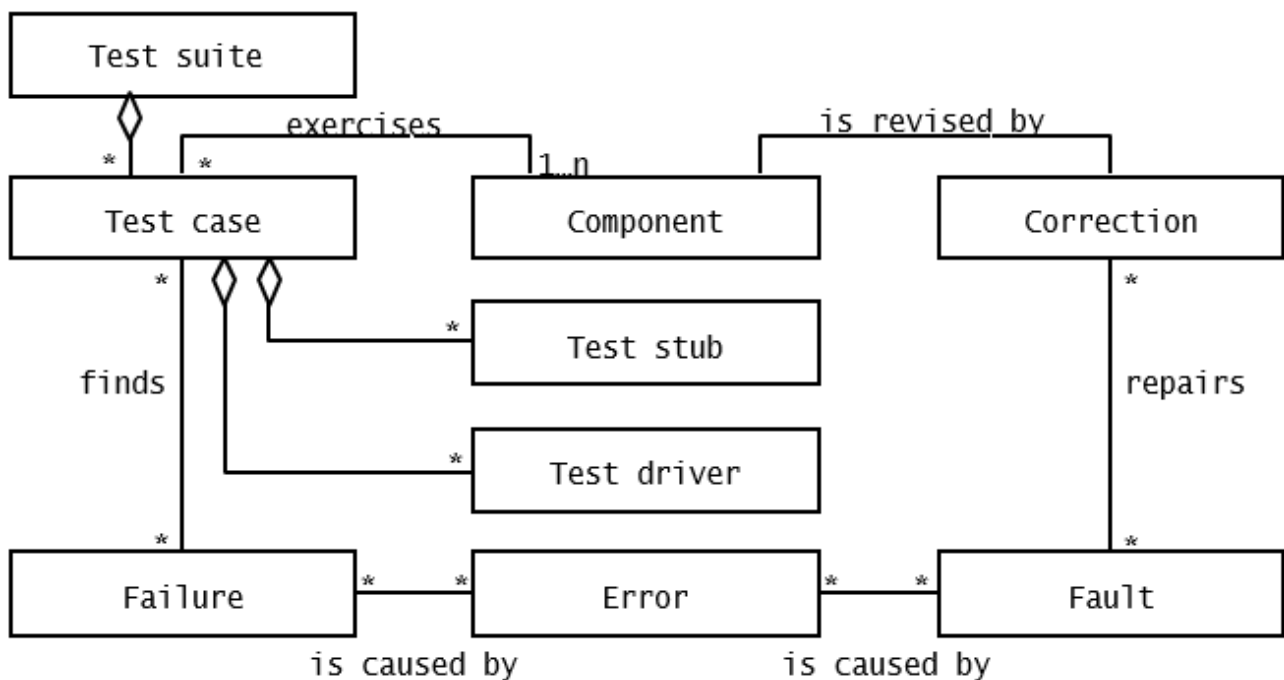 Test suite
exercises
is revised by
*
*
1…n
Test case
Component
Correction
*
*
*
Test stub
finds
repairs
*
Test driver
*
*
Failure
*
*
Error
*
*
Fault
is caused by
is caused by